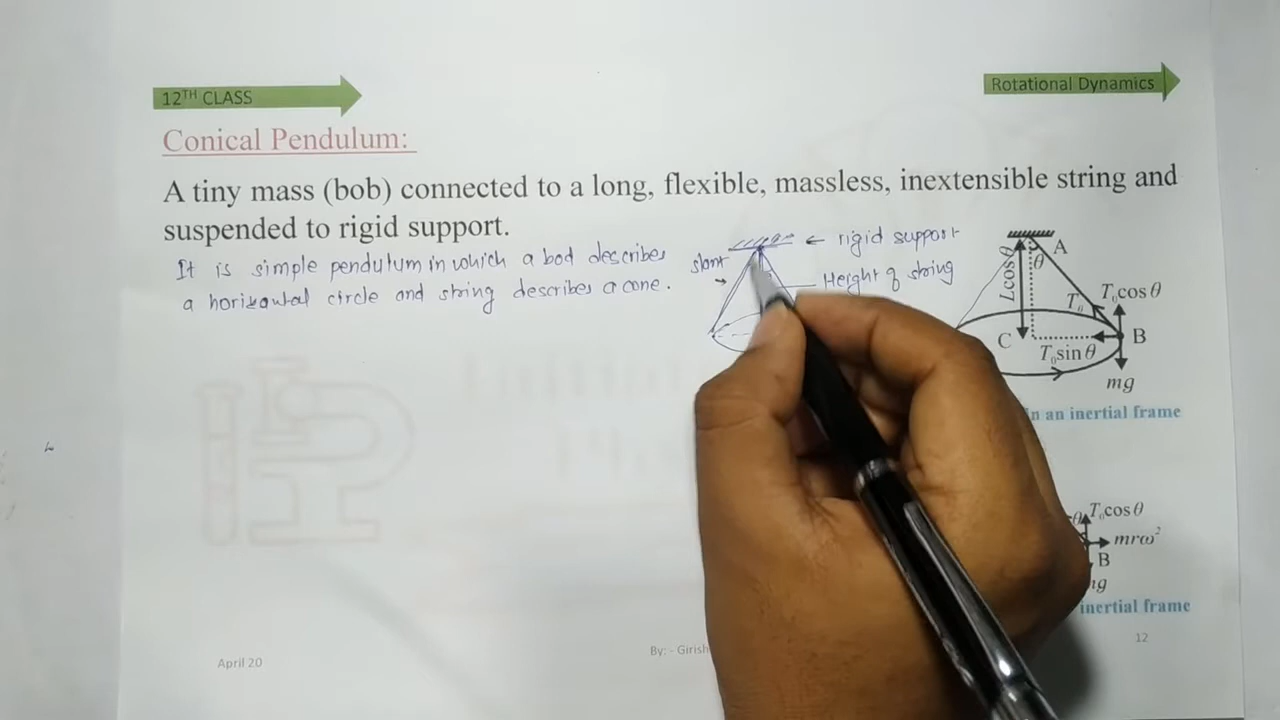 12TH CLASS
Rotational Dynamics
Conical Pendulum:
A tiny mass (bob) connected to a long, flexible, massless, inextensible string and
suspended to rigid support.
It is simple pendulum in which a bod describes
a horizontal circle and string describes a cone.
slant
← rigid support
Height of string
A
θ
Lcosθ
T₀
T₀cosθ
C
B
T₀sinθ
mg
in an inertial frame
θ
T₀cosθ
mrω²
B
mg
inertial frame
April 20
By: - Girish
12